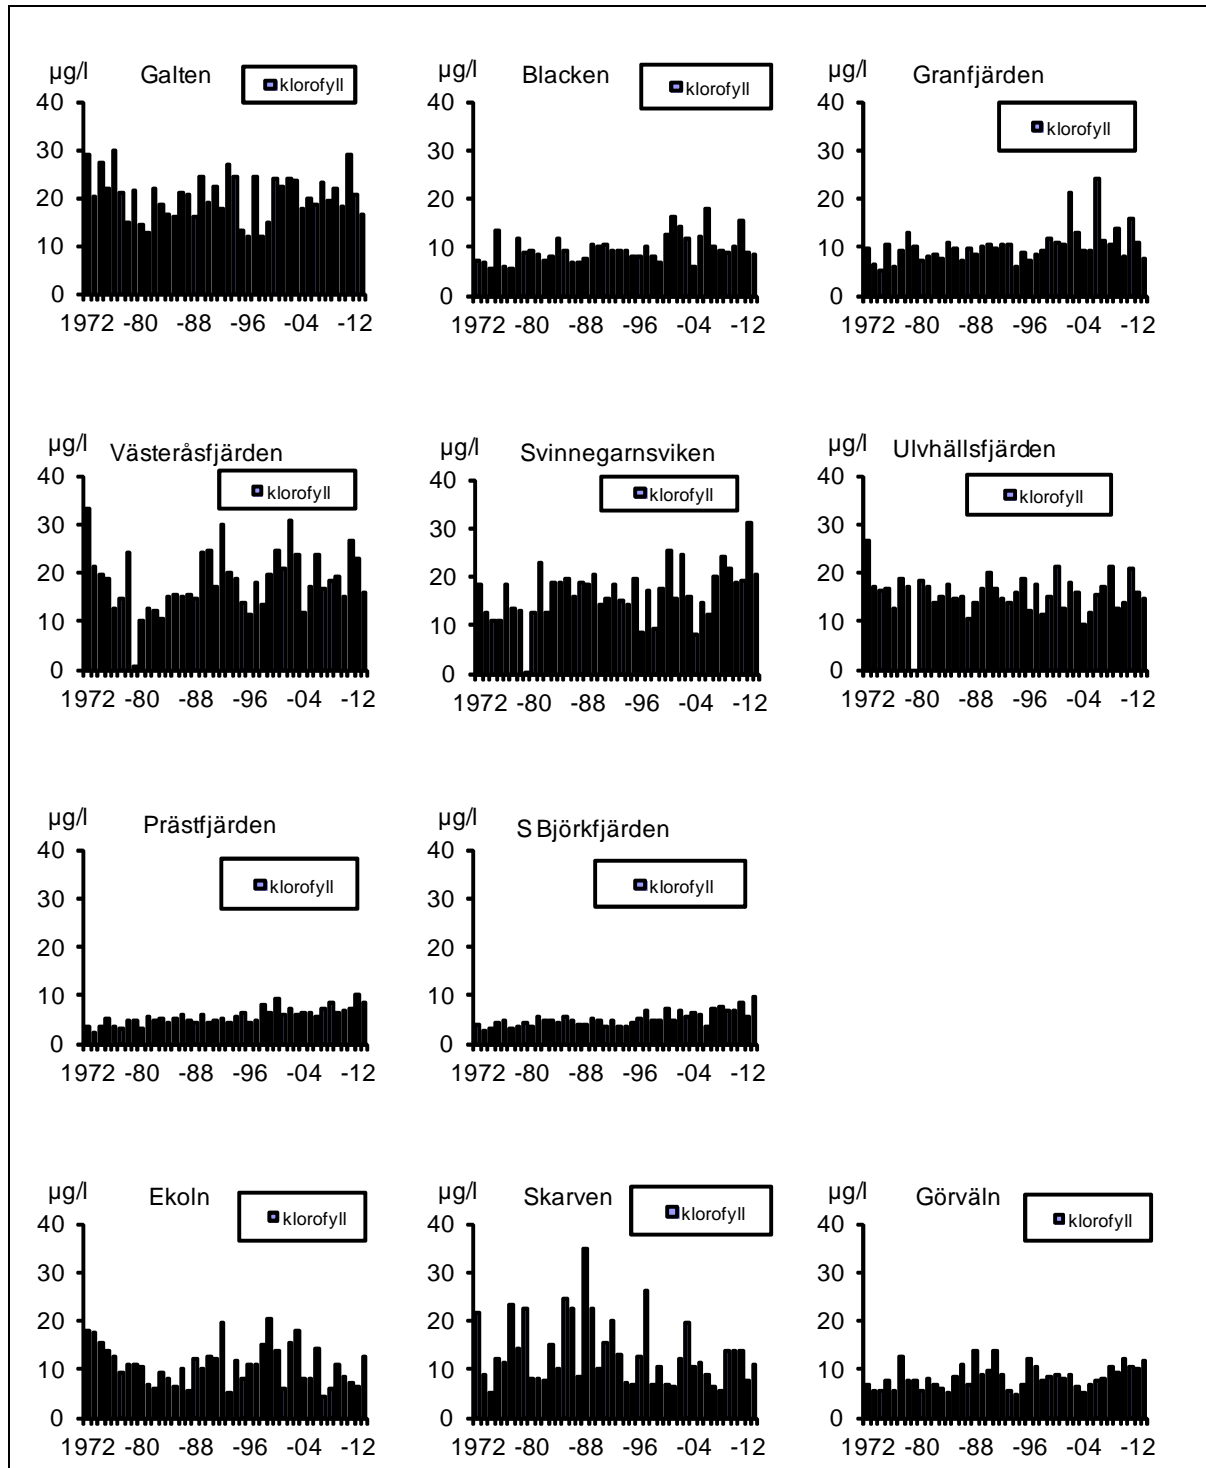 µg/l Galten klorofyll
40
30
20
10
0
1972 -80 -88 -96 -04 -12
µg/l Blacken klorofyll
40
30
20
10
0
1972 -80 -88 -96 -04 -12
µg/l Granfjärden
klorofyll
40
30
20
10
0
1972 -80 -88 -96 -04 -12
µg/l Västeråsfjärden
klorofyll
40
30
20
10
0
1972 -80 -88 -96 -04 -12
µg/l Svinnegarnsviken
klorofyll
40
30
20
10
0
1972 -80 -88 -96 -04 -12
µg/l Ulvhällsfjärden
klorofyll
40
30
20
10
0
1972 -80 -88 -96 -04 -12
µg/l Prästfjärden
klorofyll
40
30
20
10
0
1972 -80 -88 -96 -04 -12
µg/l S Björkfjärden
klorofyll
40
30
20
10
0
1972 -80 -88 -96 -04 -12
µg/l Ekoln klorofyll
40
30
20
10
0
1972 -80 -88 -96 -04 -12
µg/l Skarven klorofyll
40
30
20
10
0
1972 -80 -88 -96 -04 -12
µg/l Görväln klorofyll
40
30
20
10
0
1972 -80 -88 -96 -04 -12